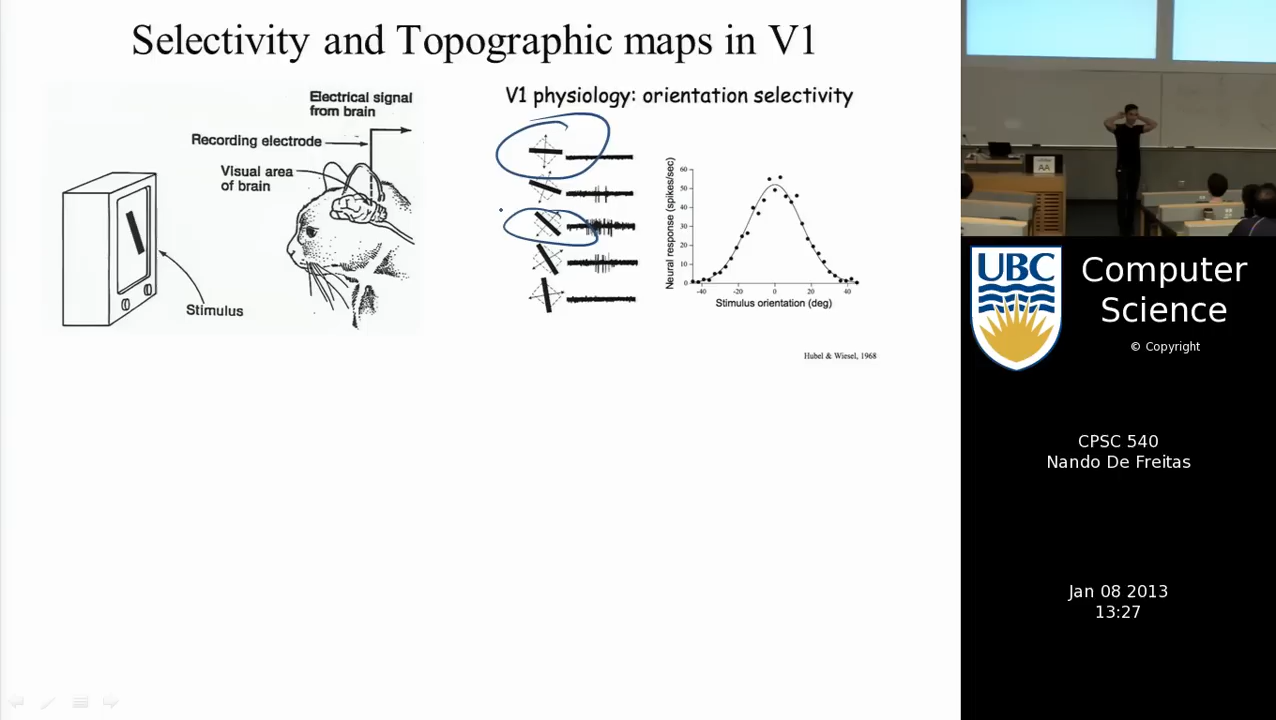 Selectivity and Topographic maps in V1
Electrical signal
from brain
Recording electrode
Visual area
of brain
Stimulus
V1 physiology: orientation selectivity
Neural response (spikes/sec)
60
50
40
30
20
10
0
-40
-20
0
20
40
Stimulus orientation (deg)
Hubel & Wiesel, 1968
UBC
Computer
Science
© Copyright
CPSC 540
Nando De Freitas
Jan 08 2013
13:27